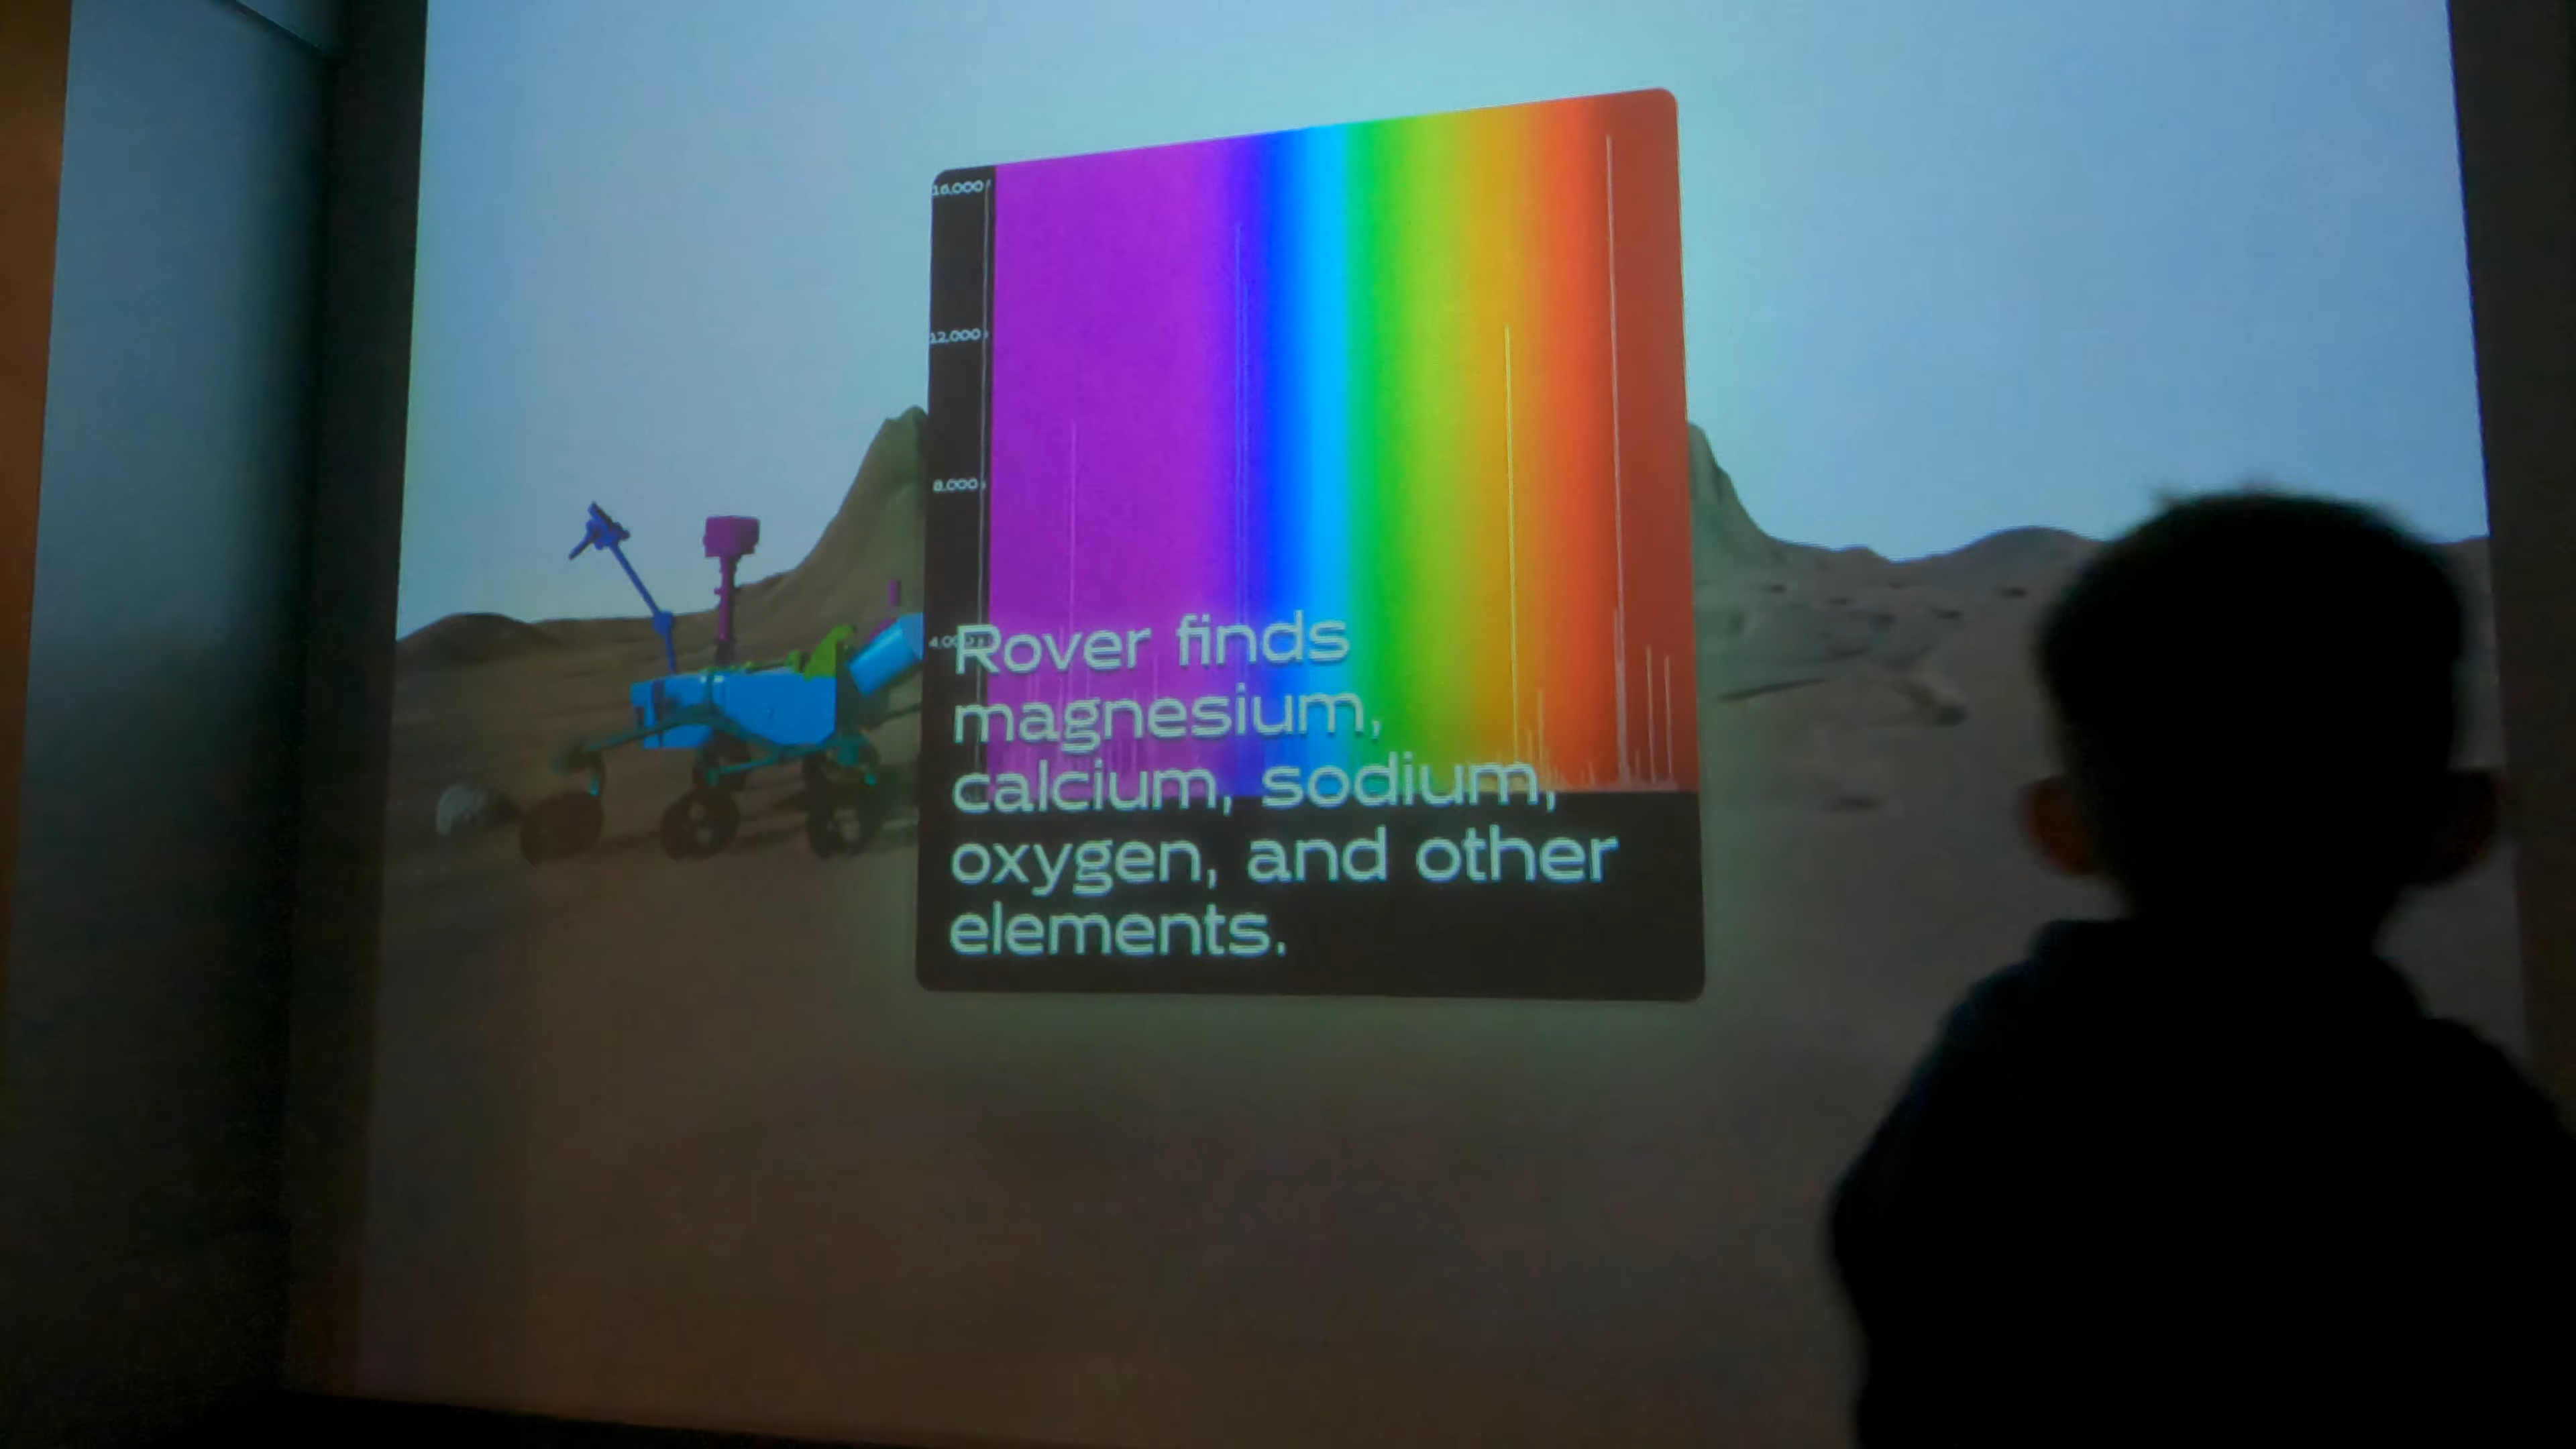 16,000
12,000
8,000
Rover finds
magnesium,
calcium, sodium,
oxygen, and other
elements.